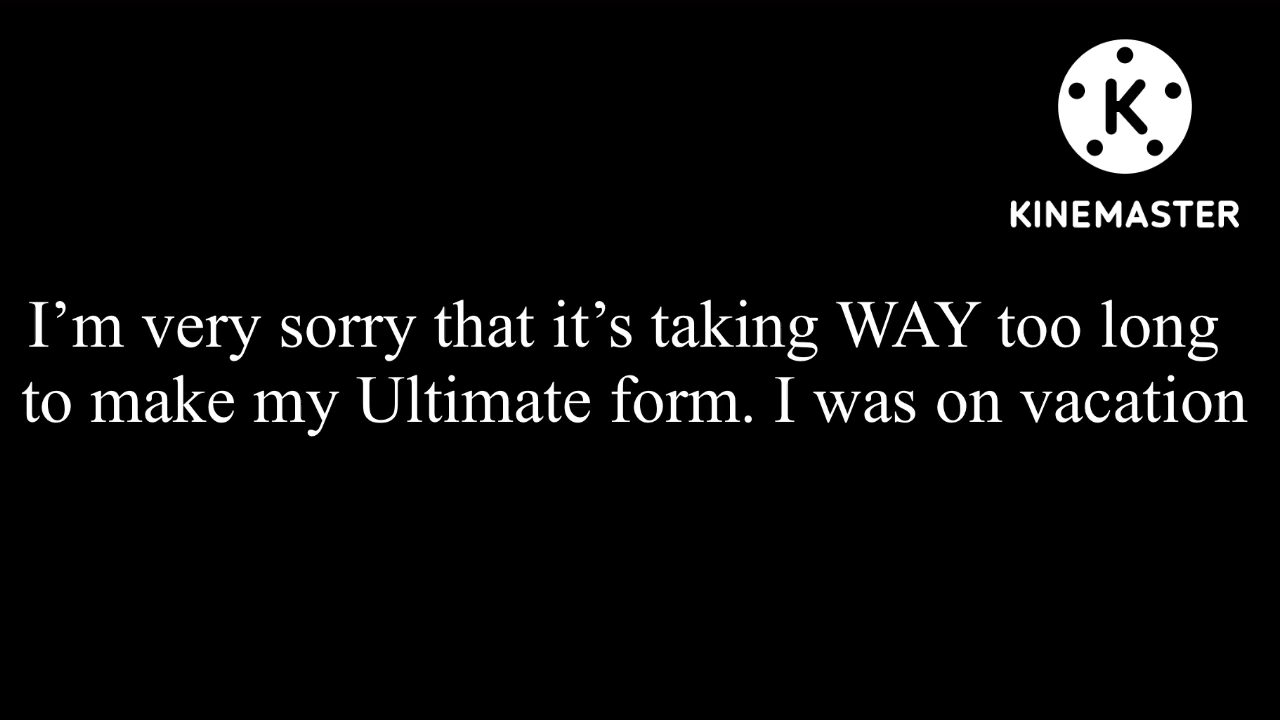 K
KINEMASTER
I’m very sorry that it’s taking WAY too long
to make my Ultimate form. I was on vacation